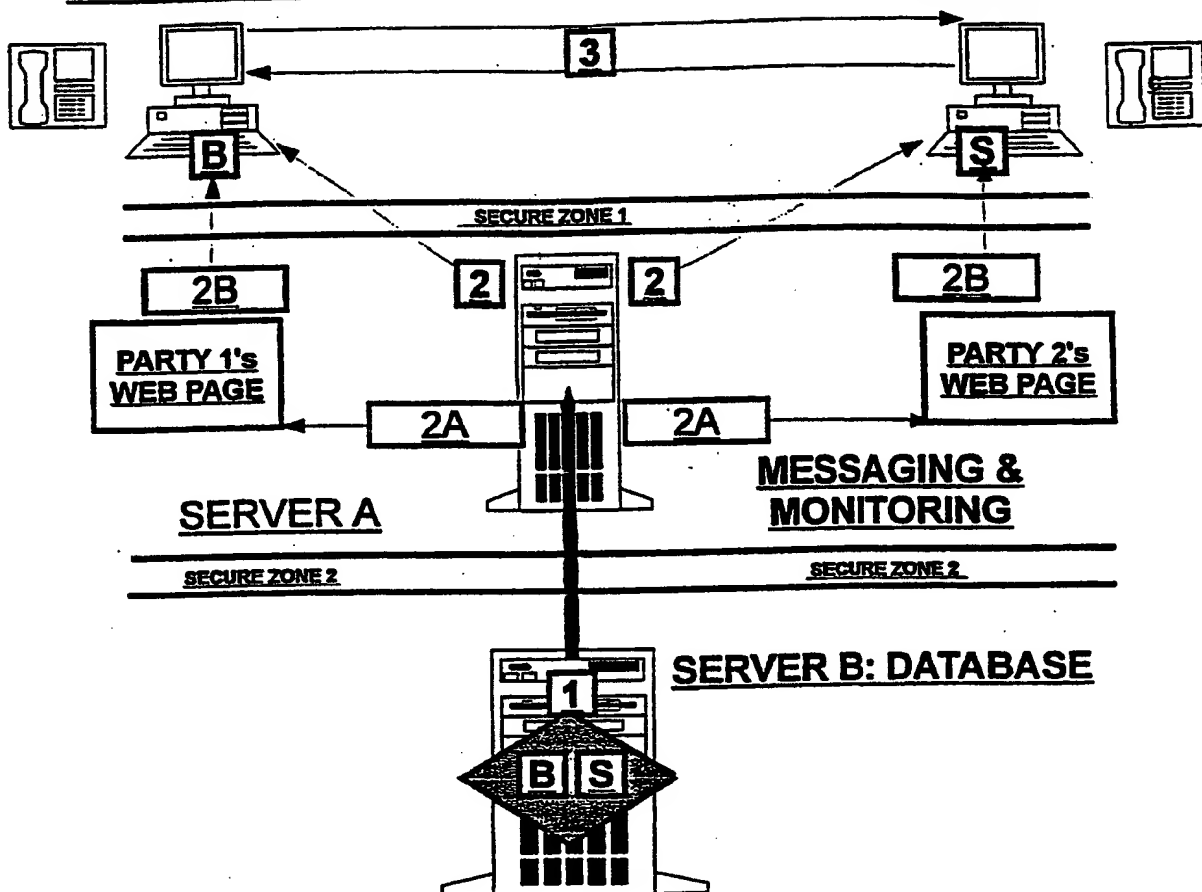 3
B
S
SECURE ZONE 1
2B
2
2
2B
PARTY 1's
WEB PAGE
PARTY 2's
WEB PAGE
2A
2A
SERVER A
MESSAGING &
MONITORING
SECURE ZONE 2
SECURE ZONE 2
SERVER B: DATABASE
1
B S